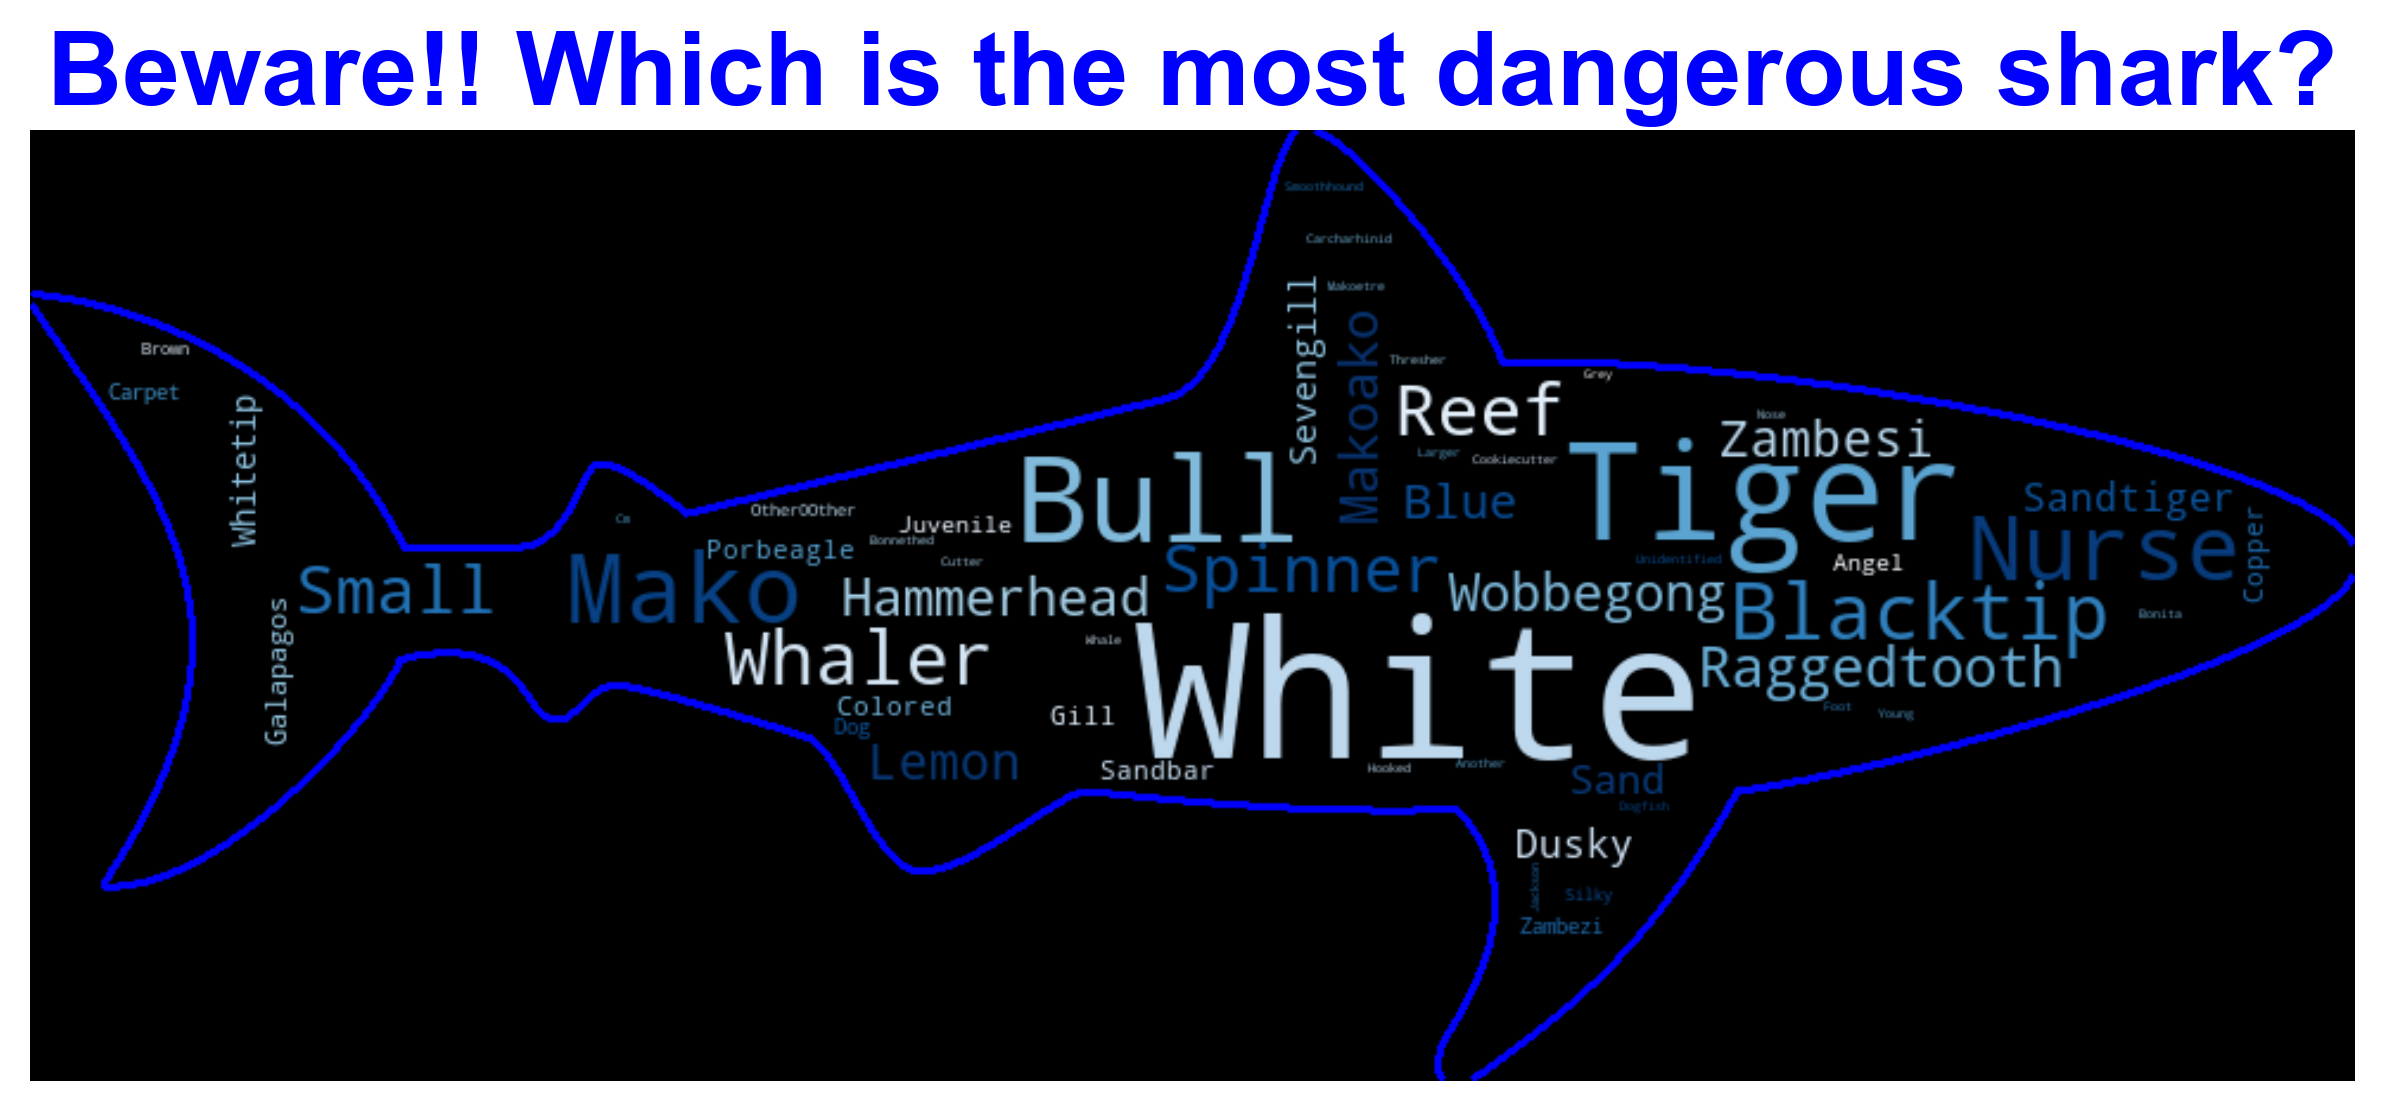 Beware!! Which is the most dangerous shark?
Smoothhound
Carcharhinid
Makoetre
Sevengill
Makoako
Brown
Thresher
Grey
Carpet
Whitetip
Reef
Nose
Zambesi
Bull
Larger
Cookiecutter
Tiger
Blue
Sandtiger
Cm
OtherOOther
Juvenile
Bonnethed
Nurse
Copper
Porbeagle
Cutter
Spinner
Unidentified
Angel
Small
Mako
Hammerhead
Wobbegong
Blacktip
Bonita
Galapagos
Whaler
Whale
White
Raggedtooth
Colored
Gill
Foot
Young
Dog
Lemon
Sandbar
Hooked
Another
Sand
Dogfish
Dusky
Jackson
Silky
Zambezi